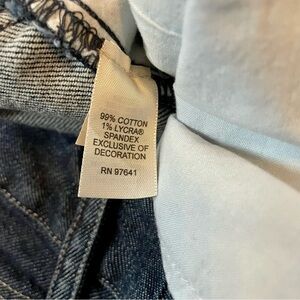 99% COTTON
1% LYCRA®
SPANDEX
EXCLUSIVE OF
DECORATION
RN 97641